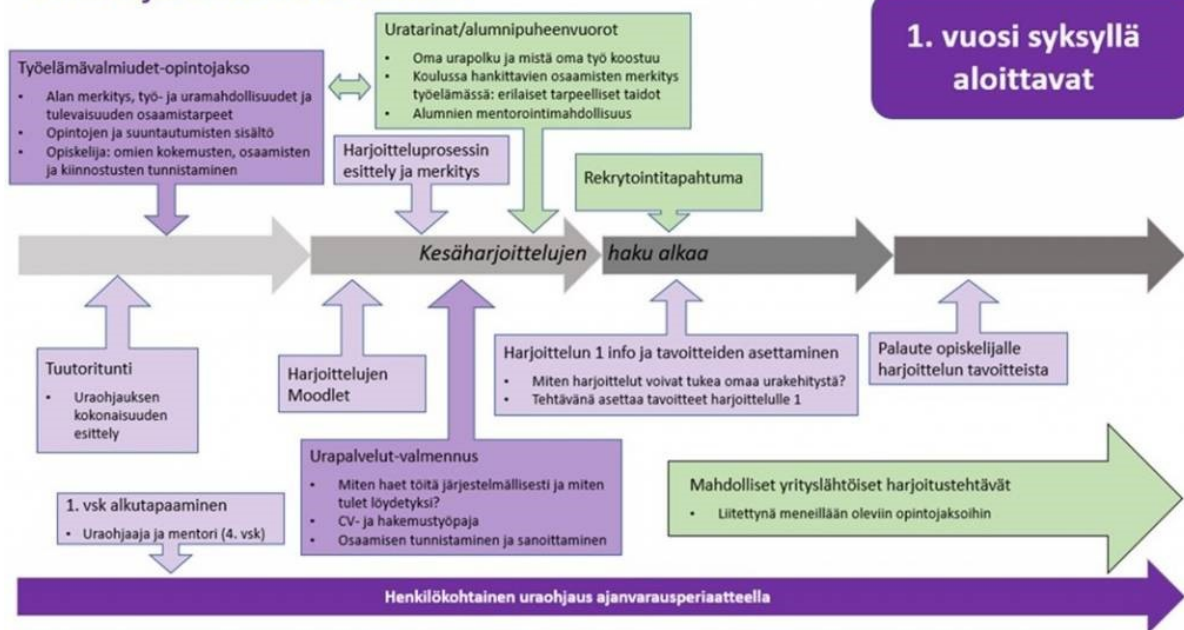 1. vuosi syksyllä
aloittavat
Uratarinat/alumnipuheenvuorot
• Oma urapolku ja mistä oma työ koostuu
• Koulussa hankittavien osaamisten merkitys
työelämässä: erilaiset tarpeelliset taidot
• Alumnien mentorointimahdollisuus
Työelämävalmiudet-opintojakso
• Alan merkitys, työ- ja uramahdollisuudet ja
tulevaisuuden osaamistarpeet
• Opintojen ja suuntautumisten sisältö
• Opiskelija: omien kokemusten, osaamisten
ja kiinnostusten tunnistaminen
Harjoitteluprosessin
esittely ja merkitys
Rekrytointitapahtuma
Kesäharjoittelujen haku alkaa
Tuutoritunti
• Uraohjauksen
kokonaisuuden
esittely
Harjoittelujen
Moodlet
Harjoittelun 1 info ja tavoitteiden asettaminen
• Miten harjoittelut voivat tukea omaa urakehitystä?
• Tehtävänä asettaa tavoitteet harjoittelulle 1
Palaute opiskelijalle
harjoittelun tavoitteista
Urapalvelut-valmennus
• Miten haet töitä järjestelmällisesti ja miten
tulet löydetyksi?
• CV- ja hakemustyöpaja
• Osaamisen tunnistaminen ja sanoittaminen
1. vsk alkutapaaminen
• Uraohjaaja ja mentori (4. vsk)
Mahdolliset yrityslähtöiset harjoitustehtävät
• Liitettynä meneillään oleviin opintojaksoihin
Henkilökohtainen uraohjaus ajanvarausperiaatteella